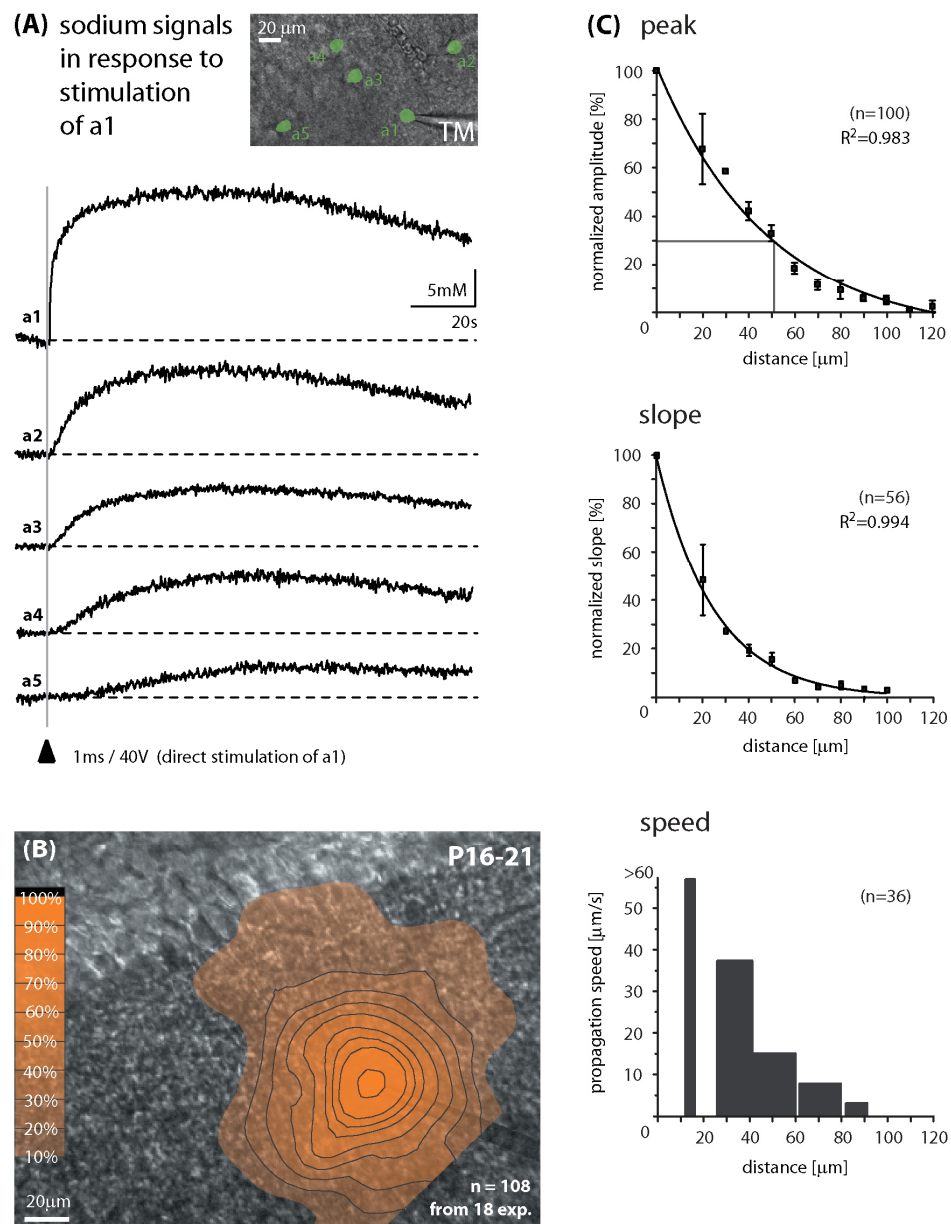 (A) sodium signals
in response to
stimulation
of a1
20 μm
a4
a2
a3
a1
a5
TM
a1
5mM
20s
a2
a3
a4
a5
1ms / 40V (direct stimulation of a1)
(B)
P16-21
100%
90%
80%
70%
60%
50%
40%
30%
20%
10%
20μm
n = 108
from 18 exp.
(C) peak
100
80
60
40
20
0
normalized amplitude [%]
(n=100)
R²=0.983
20 40 60 80 100 120
distance [μm]
slope
100
80
60
40
20
0
normalized slope [%]
(n=56)
R²=0.994
20 40 60 80 100 120
distance [μm]
speed
>60
50
40
30
20
10
0
propagation speed [μm/s]
(n=36)
20 40 60 80 100 120
distance [μm]